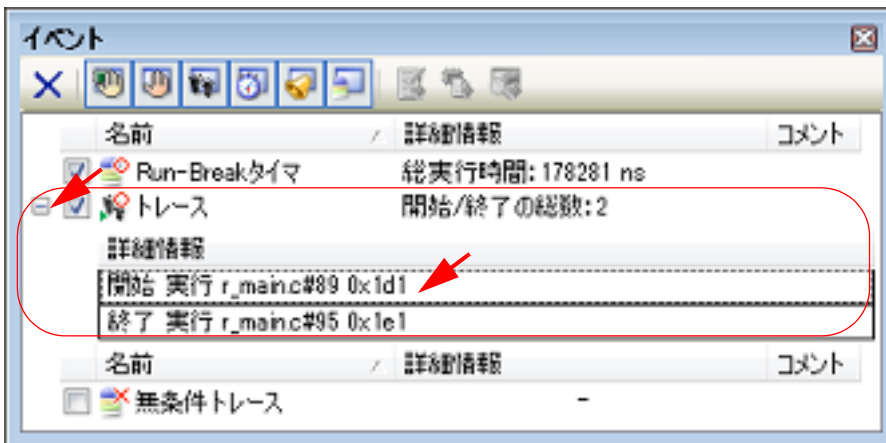 イベント
名前 詳細情報 コメント
Run-Breakタイマ 総実行時間: 178281 ns
トレース 開始/終了の総数: 2
詳細情報
開始 実行 r_main.c#89 0x1d1
終了 実行 r_main.c#95 0x1e1
名前 詳細情報 コメント
無条件トレース -